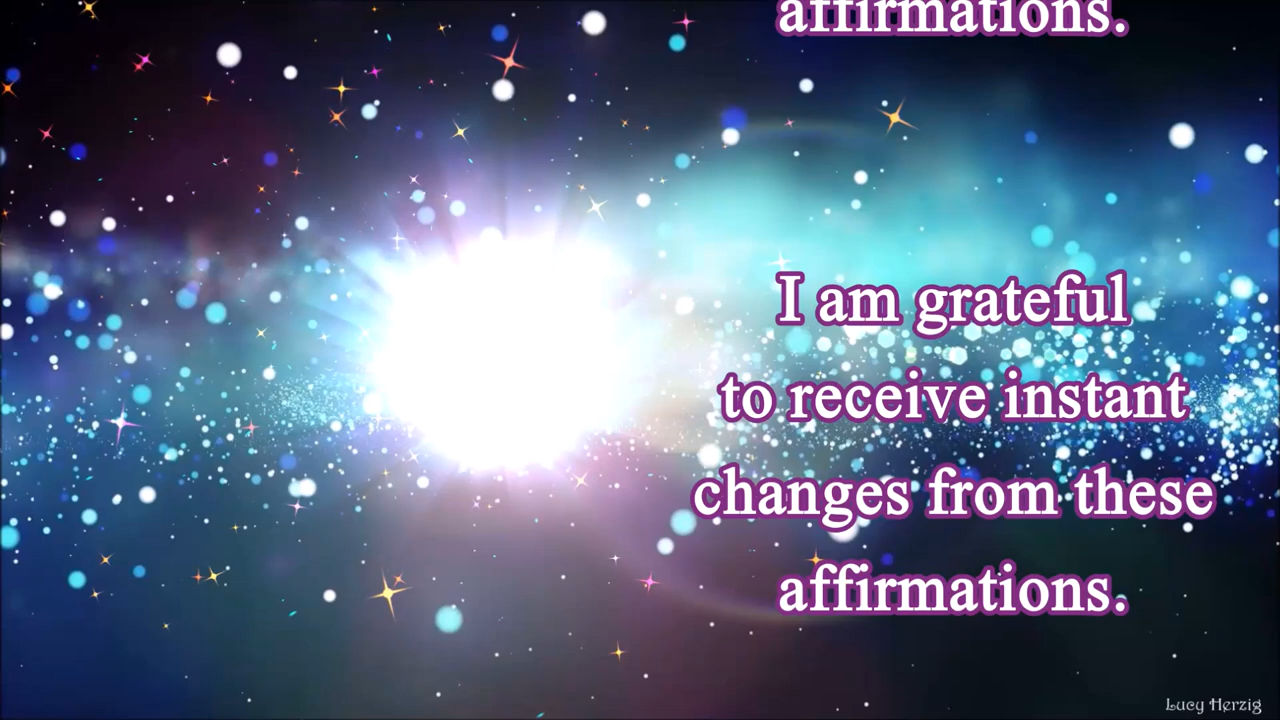 affirmations.
I am grateful
to receive instant
changes from these
affirmations.
Lucy Herzig